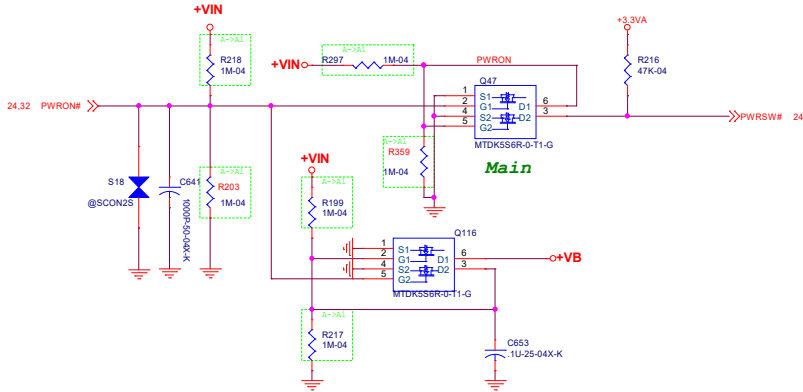 +VIN
+3.3VA
A->A1
R218
1M-04
A->A1
+VIN
R297
1M-04
PWRON
R216
47K-04
Q47
1
2
4
5
S1
G1
S2
G2
D1
D2
6
3
MTDK5S6R-0-T1-G
24,32 PWRON#
PWRSW# 24
A->A1
R359
1M-04
Main
+VIN
A->A1
R203
1M-04
S18
@SCON2S
C641
1000P-50-04X-K
A->A1
R199
1M-04
Q116
1
2
4
5
S1
G1
S2
G2
D1
D2
6
3
MTDK5S6R-0-T1-G
+VB
A->A1
R217
1M-04
C653
.1U-25-04X-K